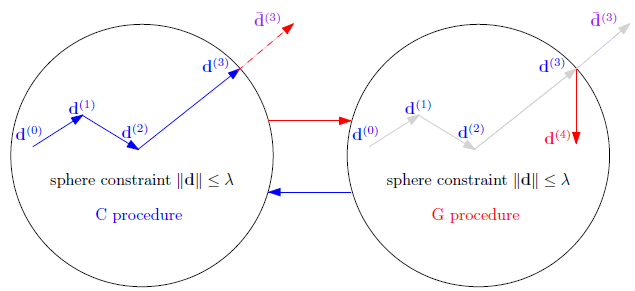 d̄⁽³⁾
d⁽³⁾
d⁽¹⁾
d⁽⁰⁾
d⁽²⁾
sphere constraint ‖d‖ ≤ λ
C procedure
d̄⁽³⁾
d⁽³⁾
d⁽¹⁾
d⁽⁰⁾
d⁽²⁾
d⁽⁴⁾
sphere constraint ‖d‖ ≤ λ
G procedure